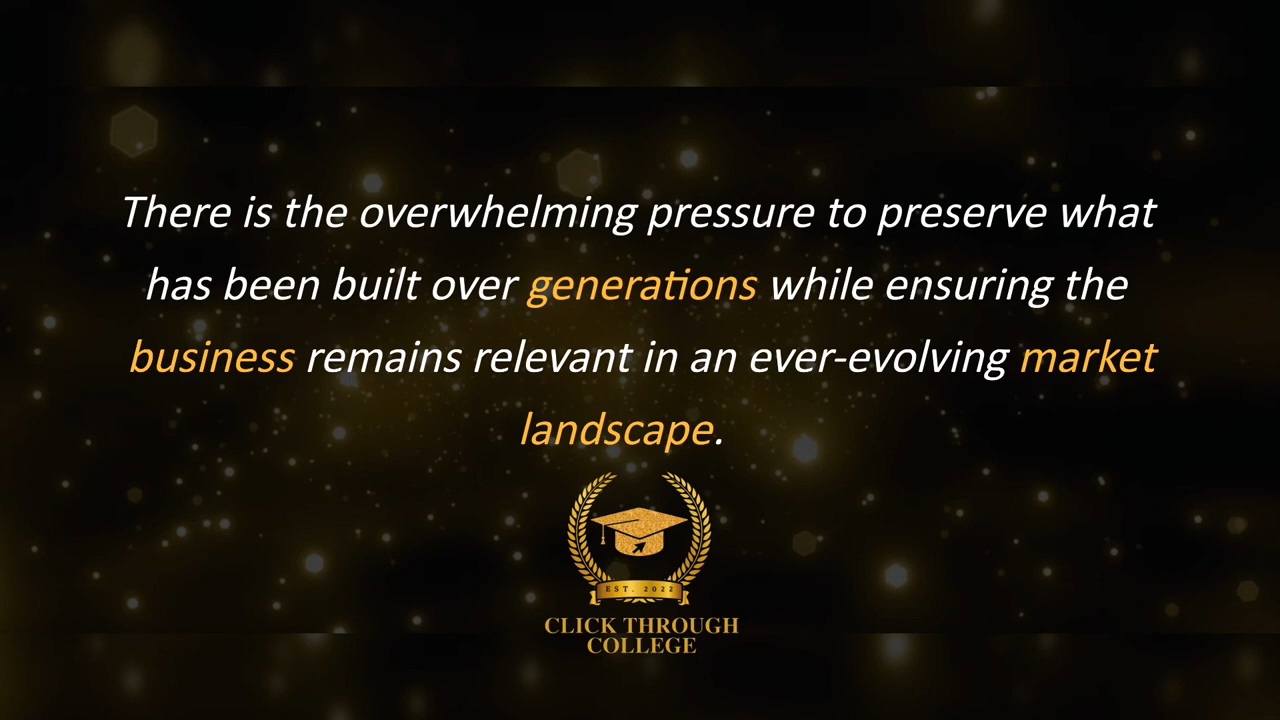 There is the overwhelming pressure to preserve what
has been built over generations while ensuring the
business remains relevant in an ever-evolving market
landscape.
EST. 2022
CLICK THROUGH
COLLEGE